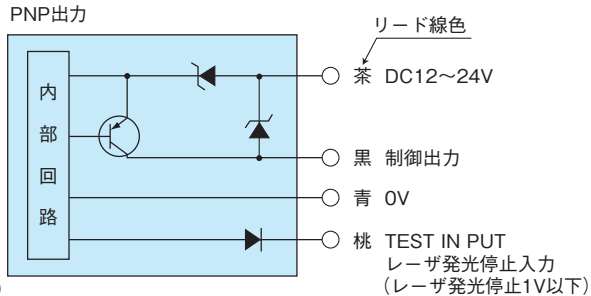 PNP出力
リード線色
内部回路
茶 DC12～24V
黒 制御出力
青 0V
桃 TEST IN PUT
レーザ発光停止入力
（レーザ発光停止1V以下）